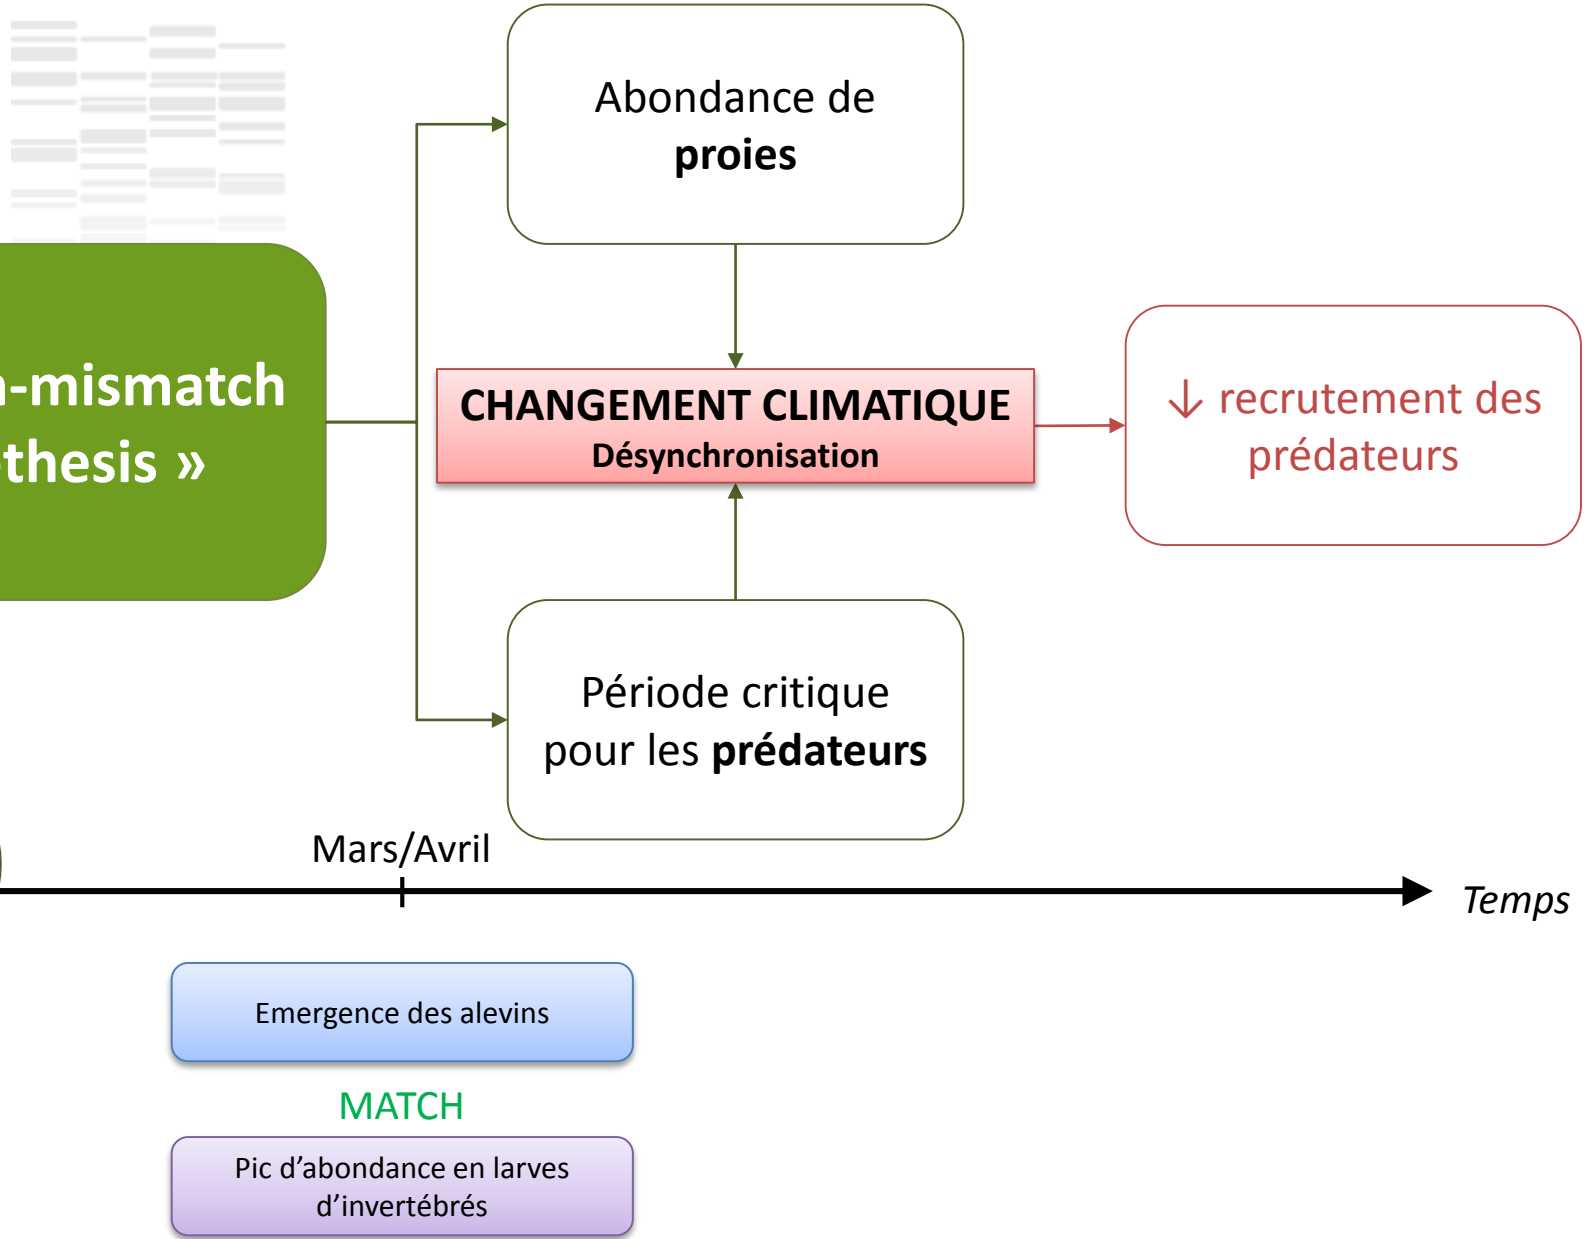 Abondance de
proies
-mismatch
thesis »
CHANGEMENT CLIMATIQUE
Désynchronisation
↓ recrutement des
prédateurs
Période critique
pour les prédateurs
Mars/Avril
Temps
Emergence des alevins
MATCH
Pic d’abondance en larves
d’invertébrés